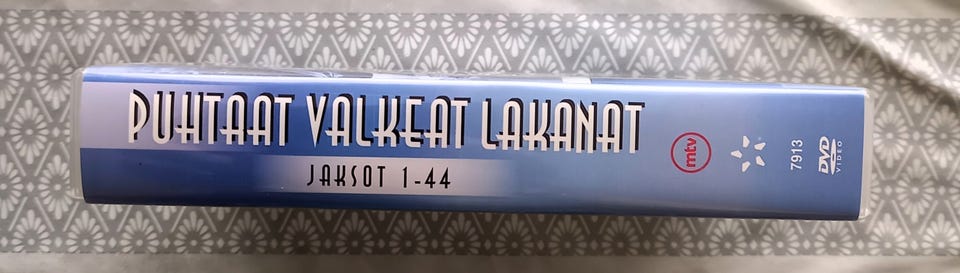 PUHTAAT VALKEAT LAKANAT
JAKSOT 1-44
mtv
7913
DVD
VIDEO